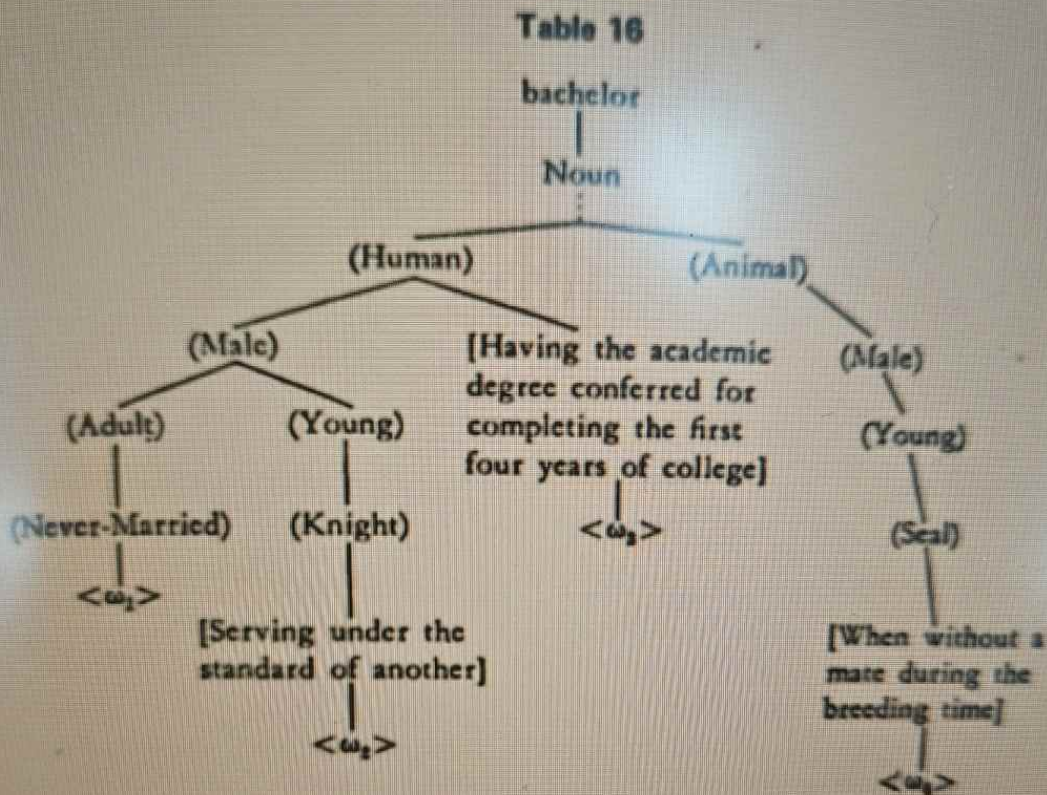 Table 16
bachelor
Noun
(Human)
(Animal)
(Male)
[Having the academic
degree conferred for
completing the first
four years of college]
(Male)
(Adult)
(Young)
(Young)
(Never-Married)
(Knight)
<ω₃>
(Seal)
<ω₁>
[Serving under the
standard of another]
[When without a
mate during the
breeding time]
<ω₂>
<ω₄>